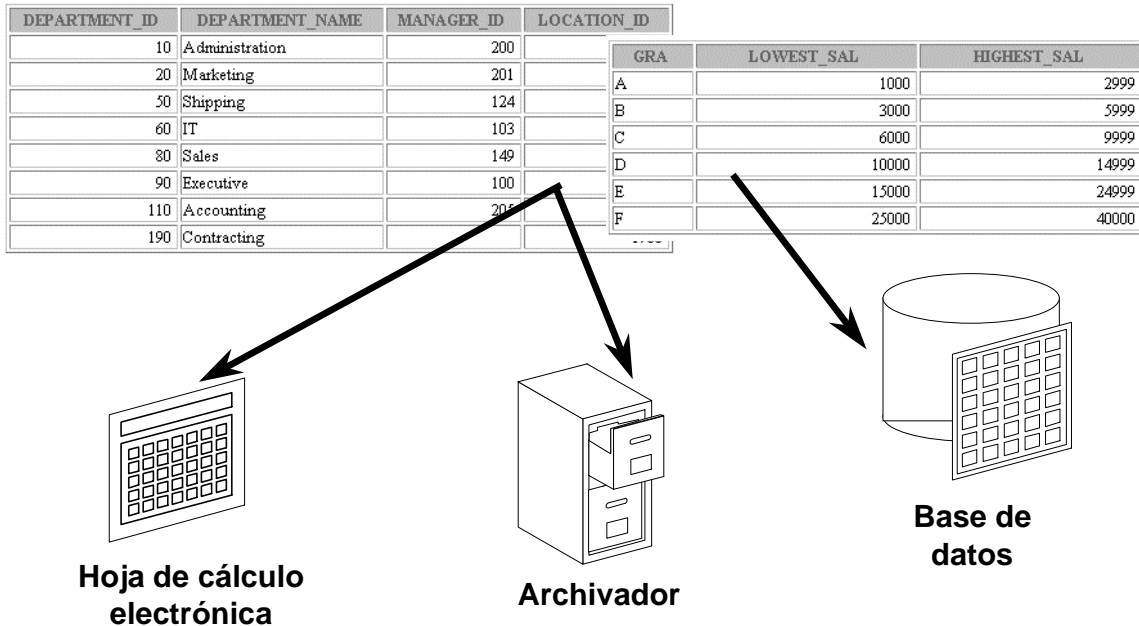 DEPARTMENT_ID DEPARTMENT_NAME MANAGER_ID LOCATION_ID
10 Administration 200
20 Marketing 201
50 Shipping 124
60 IT 103
80 Sales 149
90 Executive 100
110 Accounting 205
190 Contracting
GRA LOWEST_SAL HIGHEST_SAL
A 1000 2999
B 3000 5999
C 6000 9999
D 10000 14999
E 15000 24999
F 25000 40000
Hoja de cálculo
electrónica
Archivador
Base de
datos